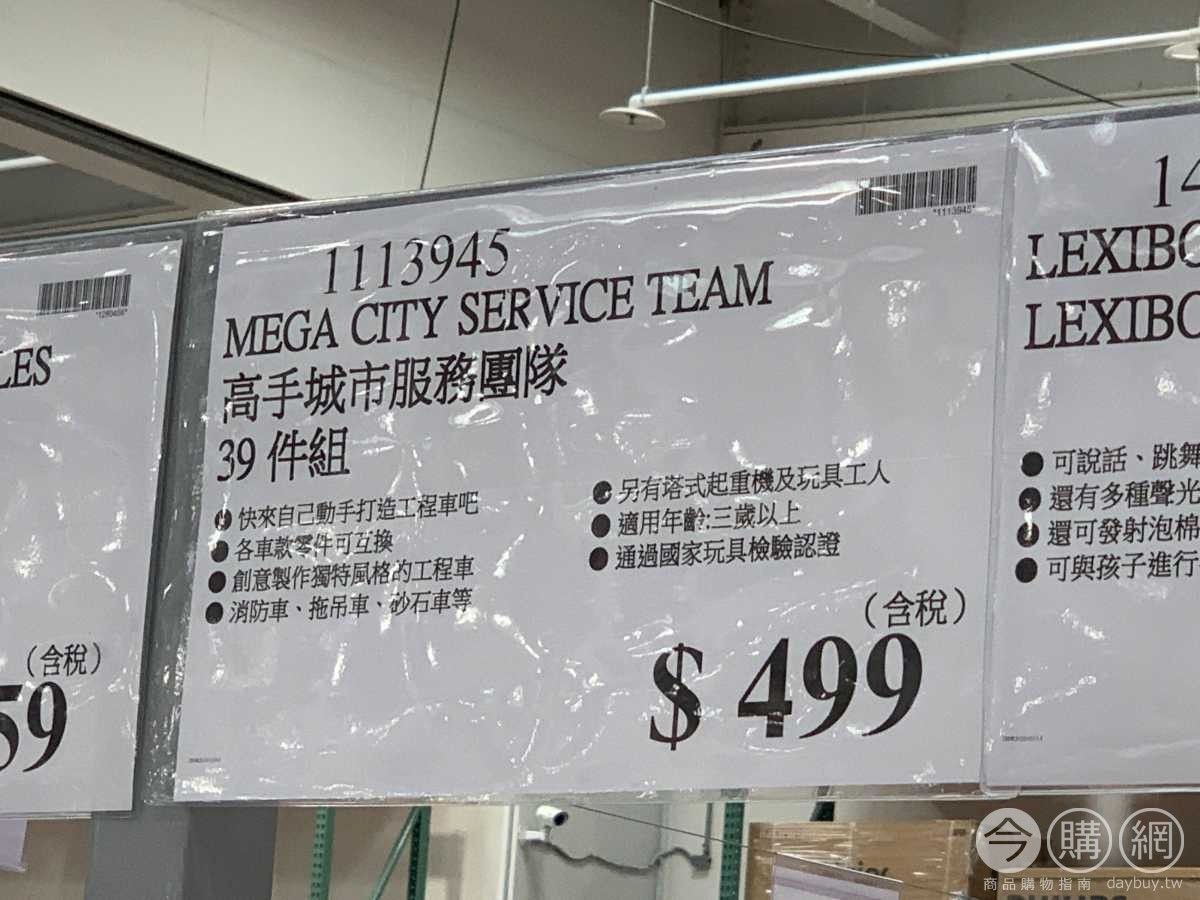 *1113945*
1113945
MEGA CITY SERVICE TEAM
高手城市服務團隊
39 件組
● 快來自己動手打造工程車吧
● 各車款零件可互換
● 創意製作獨特風格的工程車
● 消防車、拖吊車、砂石車等
● 另有塔式起重機及玩具工人
● 適用年齡:三歲以上
● 通過國家玩具檢驗認證
(含稅)
$ 499
LES
(含稅)
59
14
LEXIBO
LEXIBO
● 可說話、跳舞
● 還有多種聲光
● 還可發射泡棉
● 可與孩子進行
今購網
商品購物指南 daybuy.tw